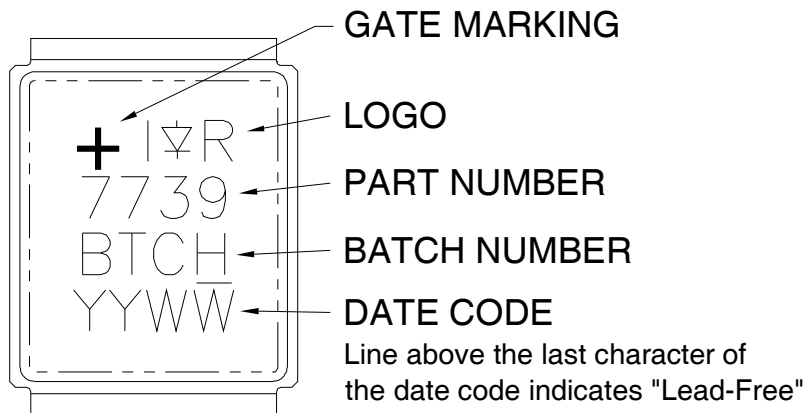 GATE MARKING
+ I R
LOGO
7739
PART NUMBER
BTCH
BATCH NUMBER
YYWW̅
DATE CODE
Line above the last character of
the date code indicates "Lead-Free"